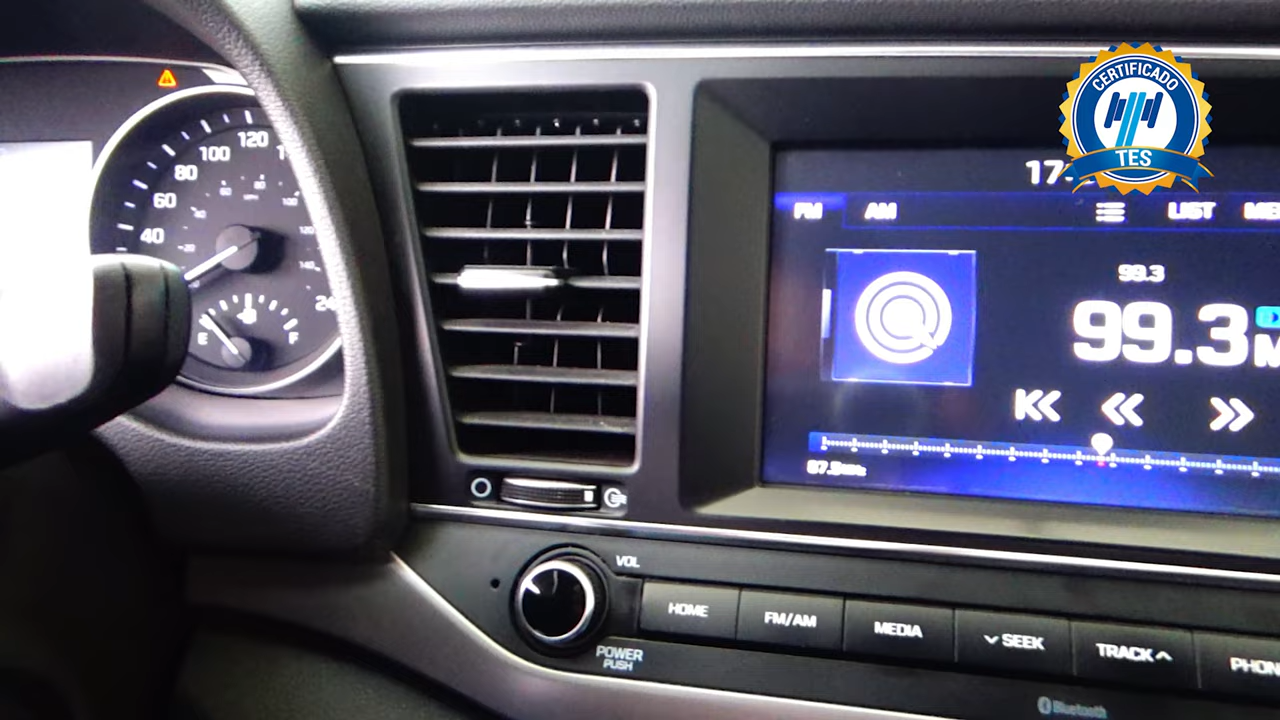 CERTIFICADO
TES
120
100
80
60
40
E
F
FM
AM
LIST
99.3
99.3
VOL
HOME
FM/AM
MEDIA
SEEK
TRACK
POWER
PUSH
Bluetooth